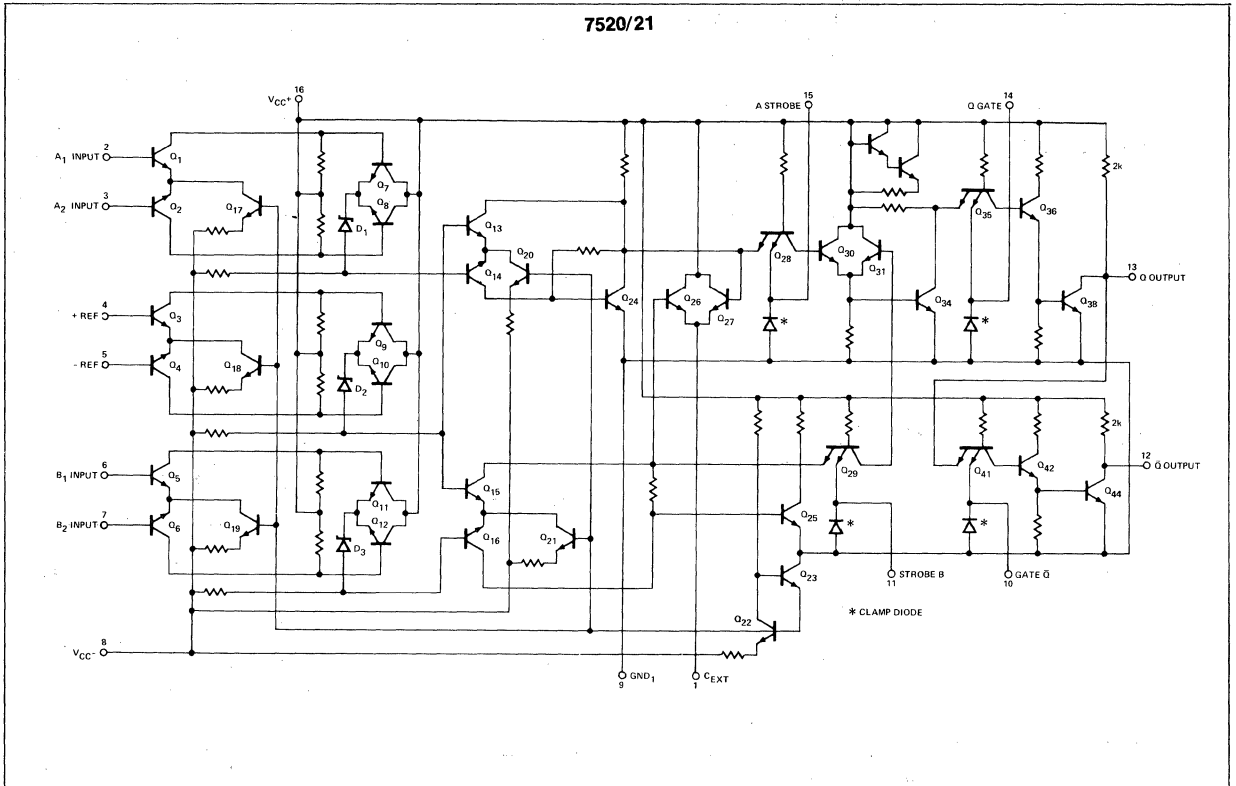 7520/21
16
VCC+
15
A STROBE
14
Q GATE
2
A1 INPUT
Q1
3
A2 INPUT
Q2
Q17
Q7
Q8
D1
2k
Q13
Q20
Q14
Q24
Q26
Q27
Q28
*
Q30
Q31
Q34
Q35
*
Q36
Q38
13
Q OUTPUT
4
+ REF
Q3
5
− REF
Q4
Q18
Q9
Q10
D2
6
B1 INPUT
Q5
7
B2 INPUT
Q6
Q19
Q11
Q12
D3
Q15
Q16
Q21
Q25
Q23
Q22
Q29
*
11
STROBE B
Q41
*
10
GATE Q̄
Q42
2k
Q44
12
Q̄ OUTPUT
* CLAMP DIODE
8
VCC-
9
GND1
1
CEXT